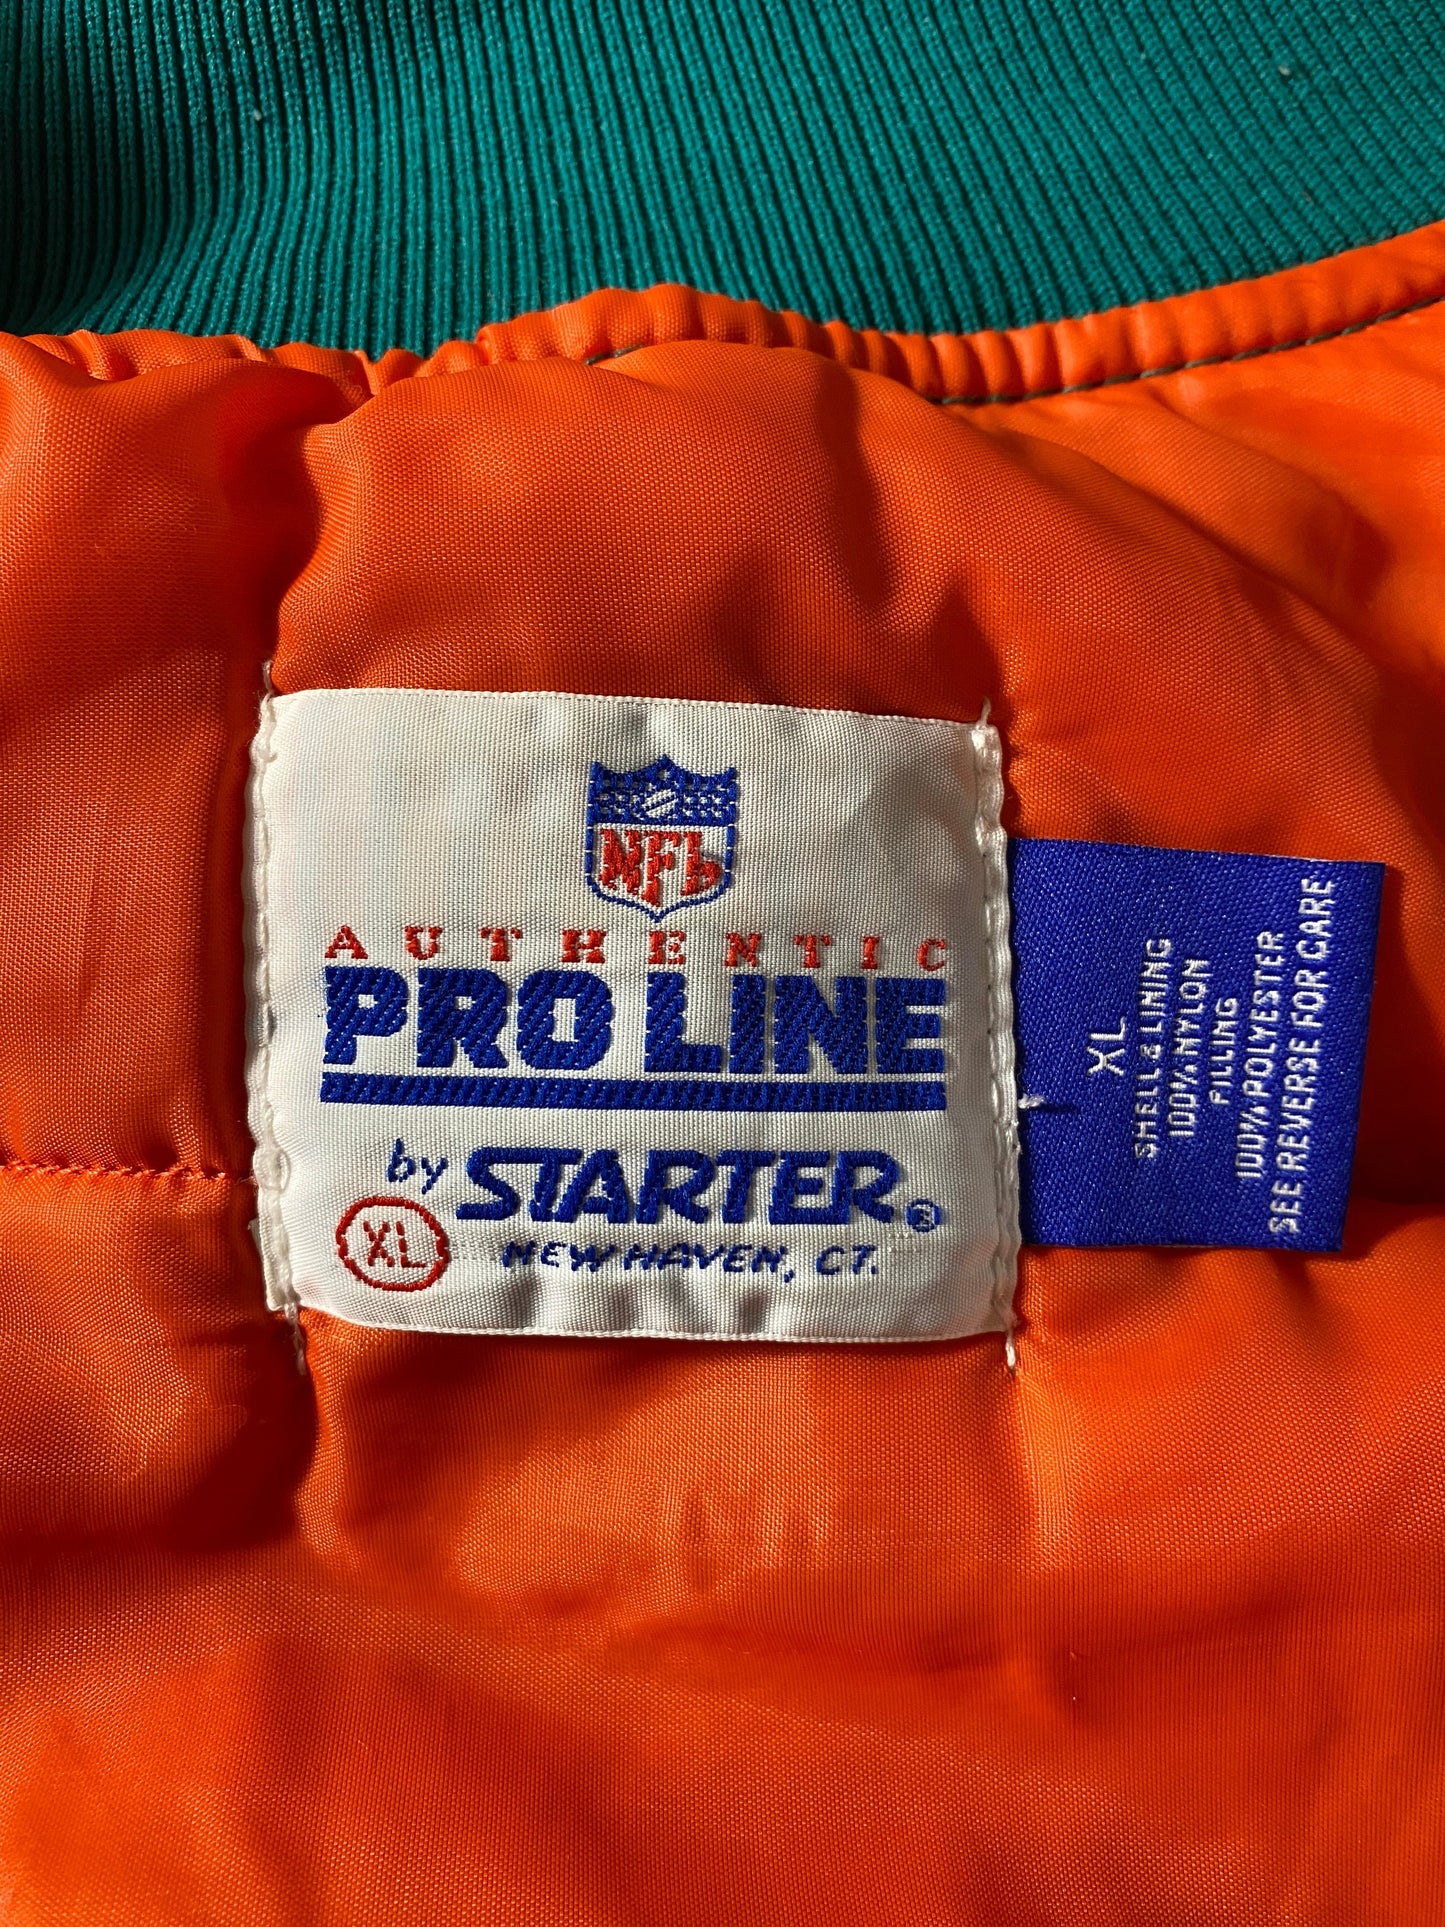 NFL
AUTHENTIC
PRO LINE
by STARTER®
XL
NEW HAVEN, CT.
XL
SHELL & LINING
100% NYLON
FILLING
100% POLYESTER
SEE REVERSE FOR CARE